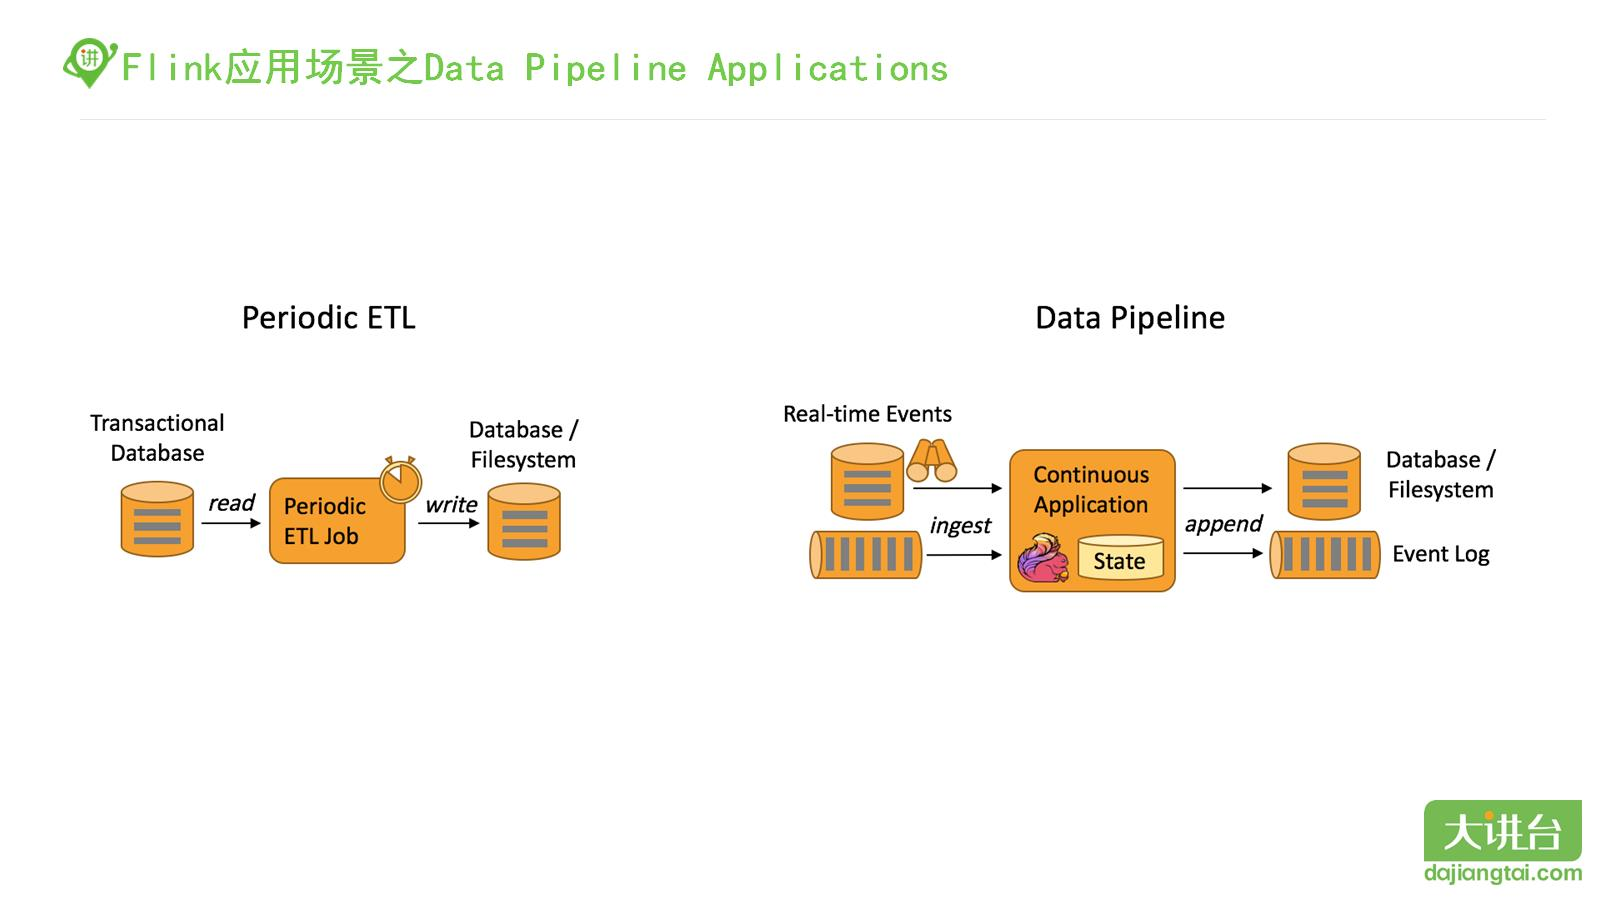 讲
Flink应用场景之Data Pipeline Applications
Periodic ETL
Transactional
Database
read
Periodic
ETL Job
write
Database /
Filesystem
Data Pipeline
Real-time Events
ingest
Continuous
Application
State
append
Database /
Filesystem
Event Log
大讲台
dajiangtai.com